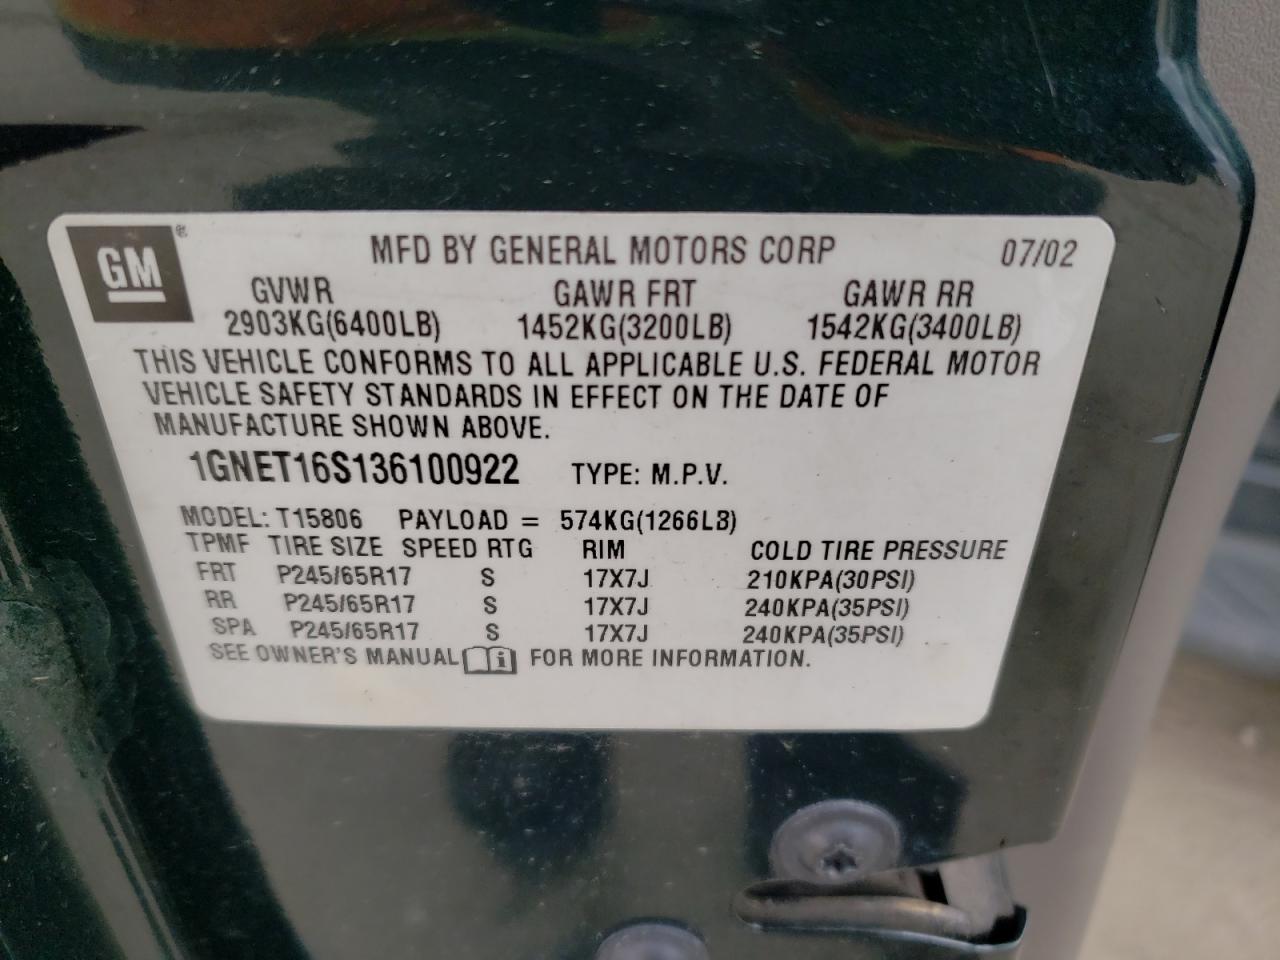 GM® MFD BY GENERAL MOTORS CORP 07/02
GVWR GAWR FRT GAWR RR
2903KG(6400LB) 1452KG(3200LB) 1542KG(3400LB)
THIS VEHICLE CONFORMS TO ALL APPLICABLE U.S. FEDERAL MOTOR
VEHICLE SAFETY STANDARDS IN EFFECT ON THE DATE OF
MANUFACTURE SHOWN ABOVE.
1GNET16S136100922 TYPE: M.P.V.
MODEL: T15806 PAYLOAD = 574KG(1266LB)
TPMF TIRE SIZE SPEED RTG RIM COLD TIRE PRESSURE
FRT P245/65R17 S 17X7J 210KPA(30PSI)
RR P245/65R17 S 17X7J 240KPA(35PSI)
SPA P245/65R17 S 17X7J 240KPA(35PSI)
SEE OWNER'S MANUAL i FOR MORE INFORMATION.